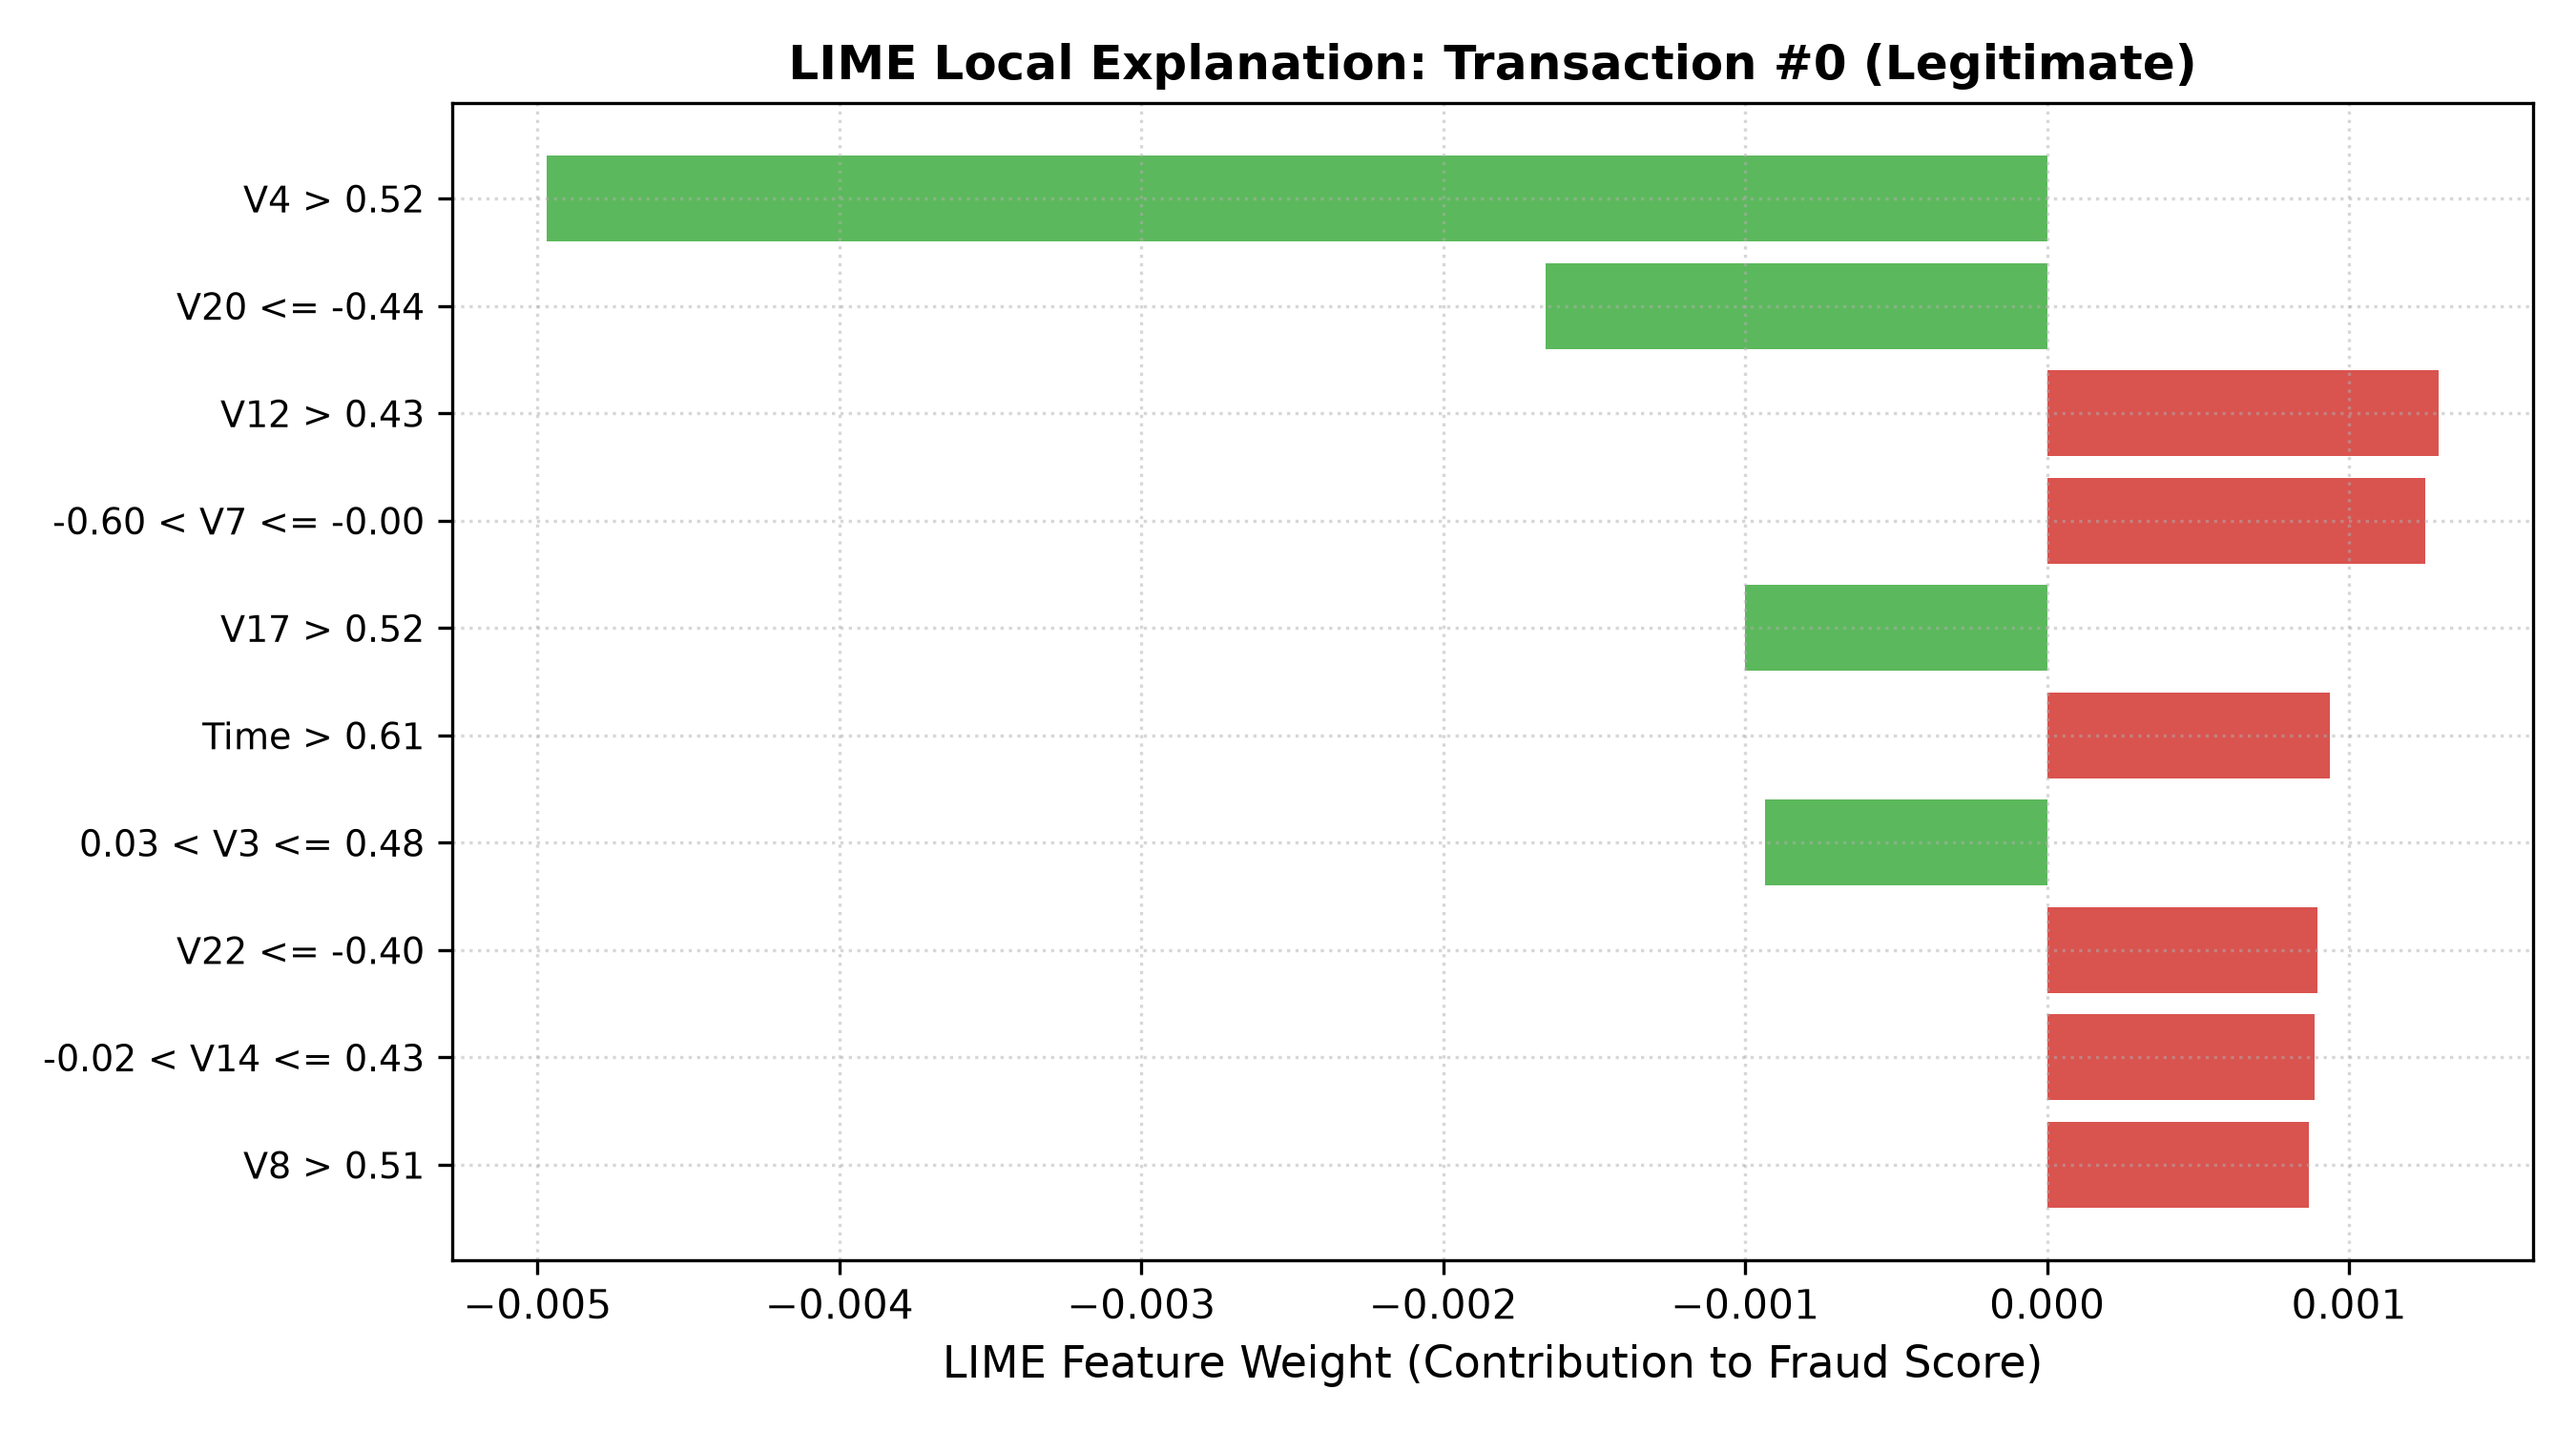 LIME Local Explanation: Transaction #0 (Legitimate)
V4 > 0.52
V20 <= -0.44
V12 > 0.43
-0.60 < V7 <= -0.00
V17 > 0.52
Time > 0.61
0.03 < V3 <= 0.48
V22 <= -0.40
-0.02 < V14 <= 0.43
V8 > 0.51
−0.005 −0.004 −0.003 −0.002 −0.001 0.000 0.001
LIME Feature Weight (Contribution to Fraud Score)